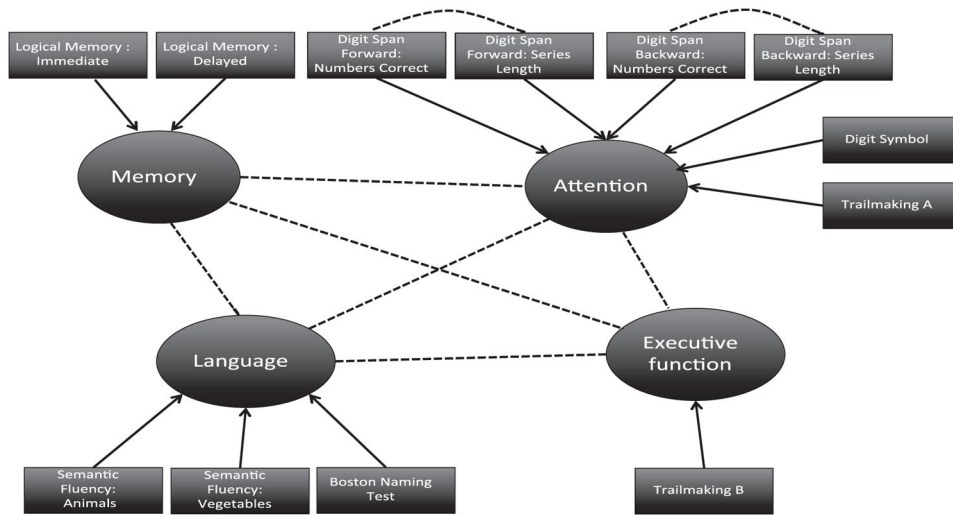 Logical Memory :
Immediate
Logical Memory :
Delayed
Digit Span
Forward:
Numbers Correct
Digit Span
Forward: Series
Length
Digit Span
Backward:
Numbers Correct
Digit Span
Backward: Series
Length
Digit Symbol
Memory
Attention
Trailmaking A
Language
Executive
function
Semantic
Fluency:
Animals
Semantic
Fluency:
Vegetables
Boston Naming
Test
Trailmaking B